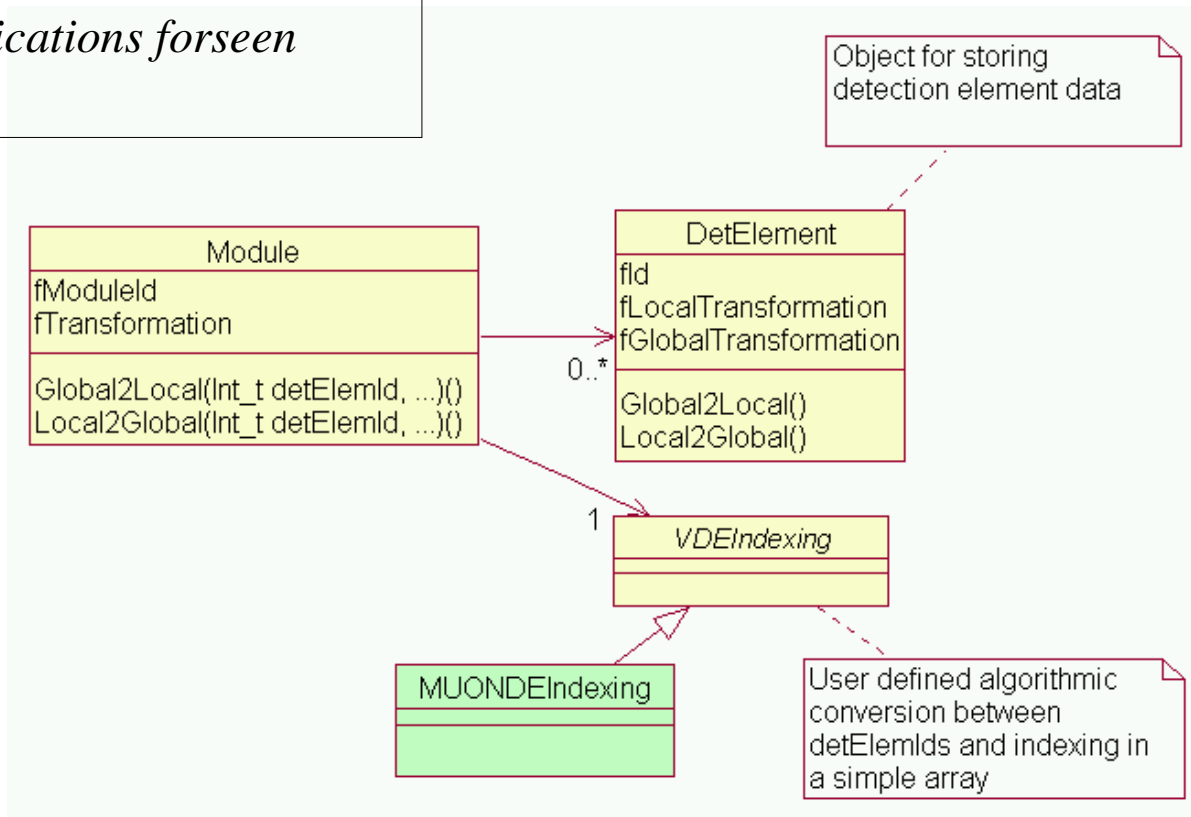 ications forseen
Object for storing
detection element data
Module
fModuleId
fTransformation
Global2Local(Int_t detElemId, ...)()
Local2Global(Int_t detElemId, ...)()
DetElement
fId
fLocalTransformation
fGlobalTransformation
Global2Local()
Local2Global()
0..*
1
VDEIndexing
MUONDEIndexing
User defined algorithmic
conversion between
detElemIds and indexing in
a simple array